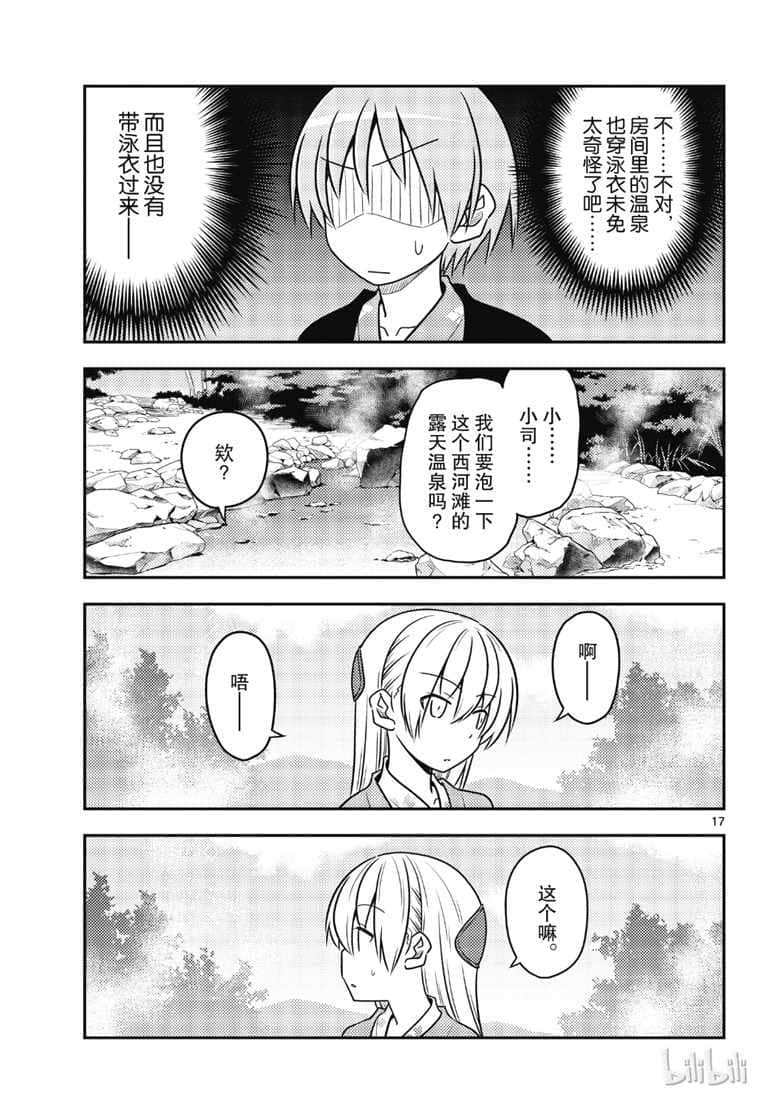 不……不对，
房间里的温泉
也穿泳衣未免
太奇怪了吧……
而且也没有
带泳衣过来——
小……
小司……
我们要泡一下
这个西河滩的
露天温泉吗？
欸？
啊——
唔——
17
这个嘛。
bilibili